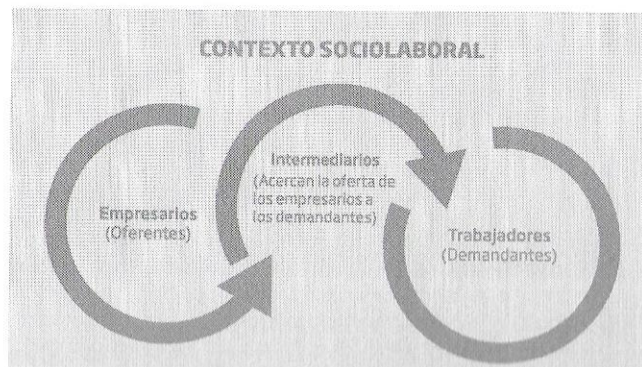 CONTEXTO SOCIOLABORAL
Empresarios
(Oferentes)
Intermediarios
(Acercan la oferta de
los empresarios a
los demandantes)
Trabajadores
(Demandantes)